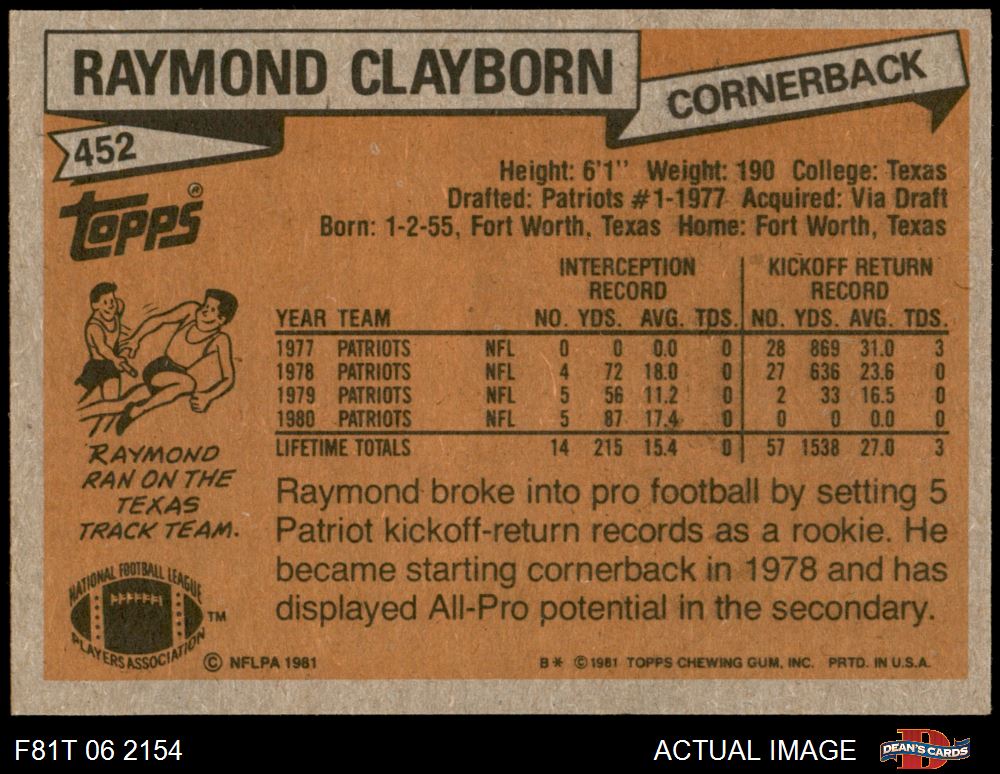 RAYMOND CLAYBORN
CORNERBACK
452
Height: 6'1'' Weight: 190 College: Texas
Drafted: Patriots #1-1977 Acquired: Via Draft
Born: 1-2-55, Fort Worth, Texas Home: Fort Worth, Texas
topps®
INTERCEPTION RECORD KICKOFF RETURN RECORD
YEAR TEAM NO. YDS. AVG. TDS. NO. YDS. AVG. TDS.
1977 PATRIOTS NFL 0 0 0.0 0 28 869 31.0 3
1978 PATRIOTS NFL 4 72 18.0 0 27 636 23.6 0
1979 PATRIOTS NFL 5 56 11.2 0 2 33 16.5 0
1980 PATRIOTS NFL 5 87 17.4 0 0 0 0.0 0
LIFETIME TOTALS 14 215 15.4 0 57 1538 27.0 3
RAYMOND
RAN ON THE
TEXAS
TRACK TEAM.
Raymond broke into pro football by setting 5
Patriot kickoff-return records as a rookie. He
became starting cornerback in 1978 and has
displayed All-Pro potential in the secondary.
NATIONAL FOOTBALL LEAGUE
PLAYERS ASSOCIATION
TM
© NFLPA 1981
B* © 1981 TOPPS CHEWING GUM, INC. PRTD. IN U.S.A.
F81T 06 2154
ACTUAL IMAGE
DEAN'S CARDS